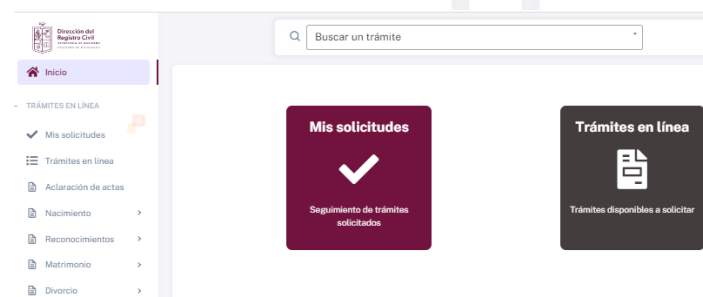 Dirección del
Registro Civil
Buscar un trámite
Inicio
TRÁMITES EN LÍNEA
Mis solicitudes
Trámites en línea
Aclaración de actas
Nacimiento
Reconocimientos
Matrimonio
Divorcio
Mis solicitudes
Seguimiento de trámites
solicitados
Trámites en línea
Trámites disponibles a solicitar